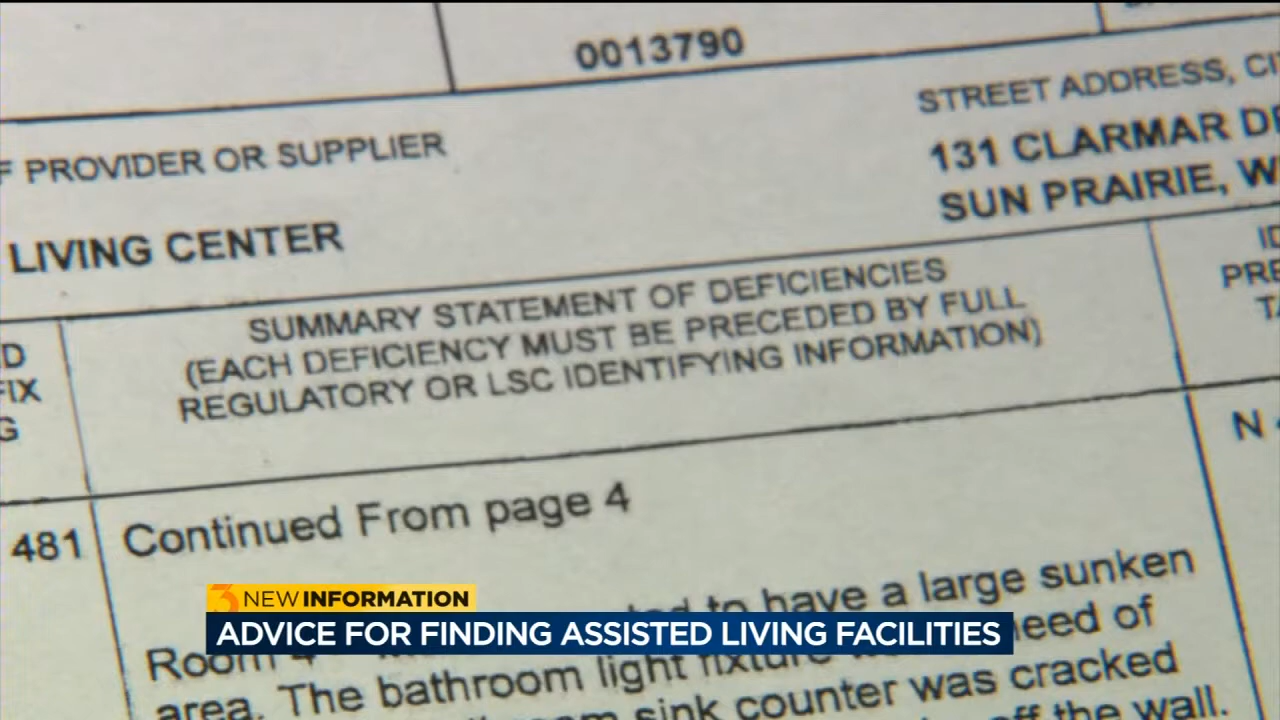 0013790
STREET ADDRESS, CI
F PROVIDER OR SUPPLIER
131 CLARMAR
SUN PRAIRIE, W
LIVING CENTER
SUMMARY STATEMENT OF DEFICIENCIES
(EACH DEFICIENCY MUST BE PRECEDED BY FULL
REGULATORY OR LSC IDENTIFYING INFORMATION)
D
FIX
G
ID
PRE
TA
N
481
Continued From page 4
to have a large sunken
area. The bathroom light fixture need of
sink counter was cracked
off the wall.
3 NEW INFORMATION
ADVICE FOR FINDING ASSISTED LIVING FACILITIES